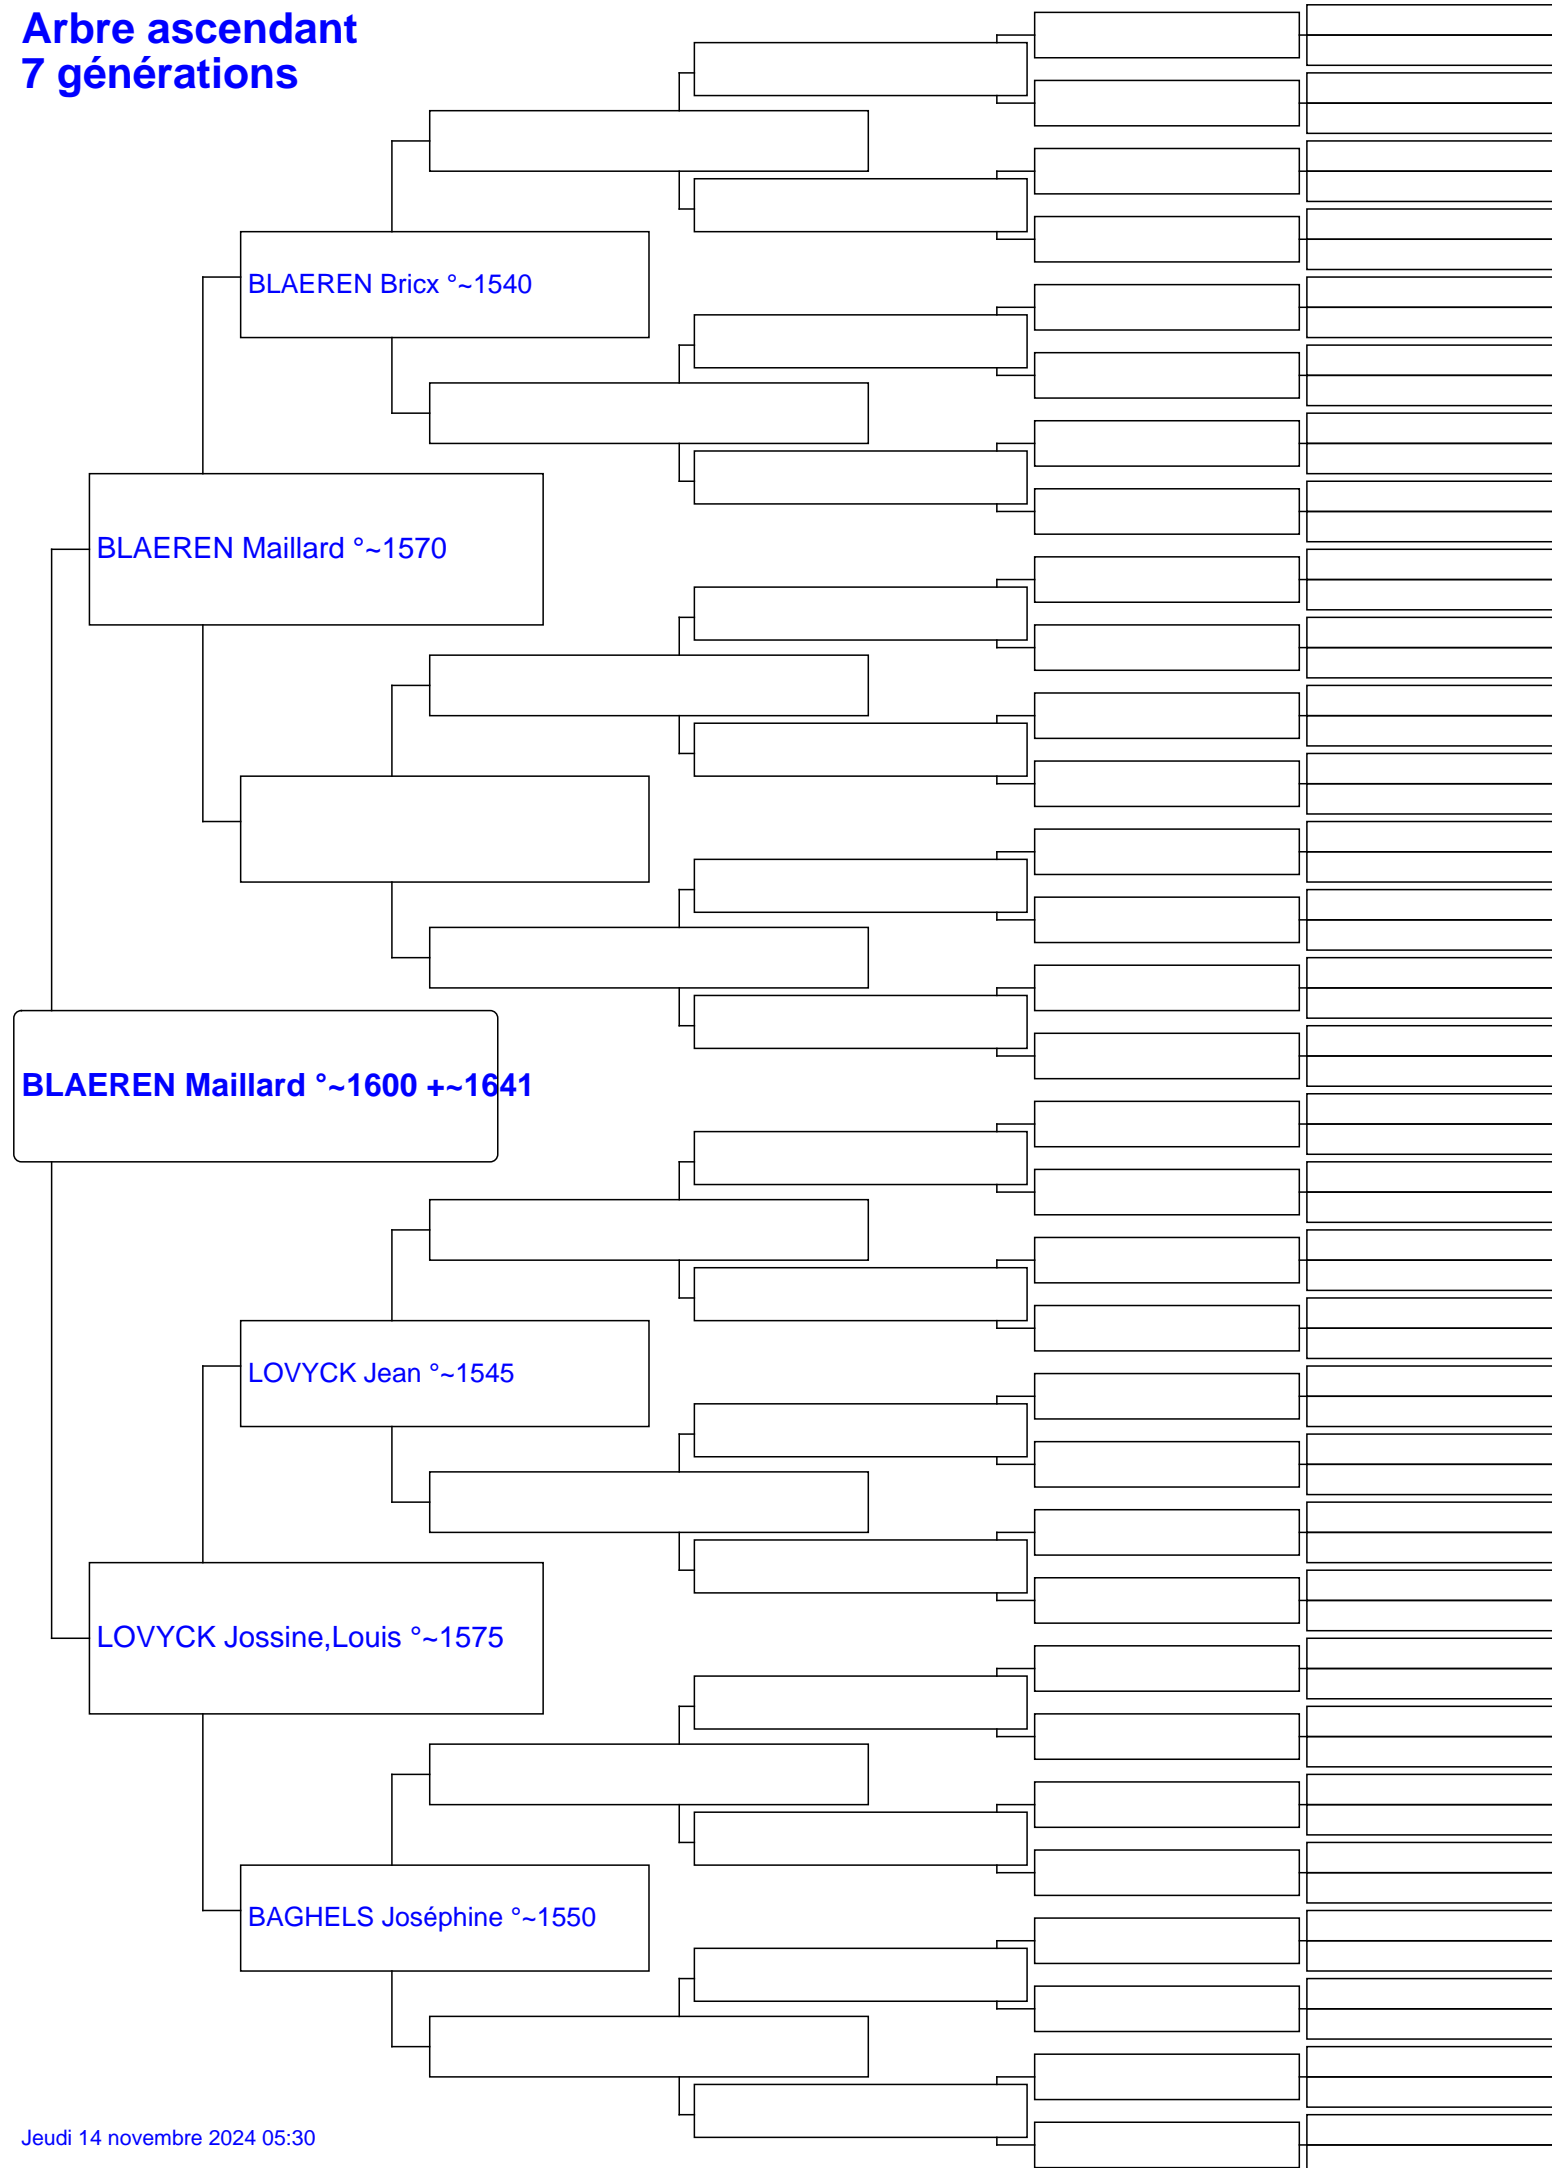 Arbre ascendant
7 générations
BLAEREN Bricx °~1540
BLAEREN Maillard °~1570
BLAEREN Maillard °~1600 +~1641
LOVYCK Jean °~1545
LOVYCK Jossine,Louis °~1575
BAGHELS Joséphine °~1550
Jeudi 14 novembre 2024 05:30